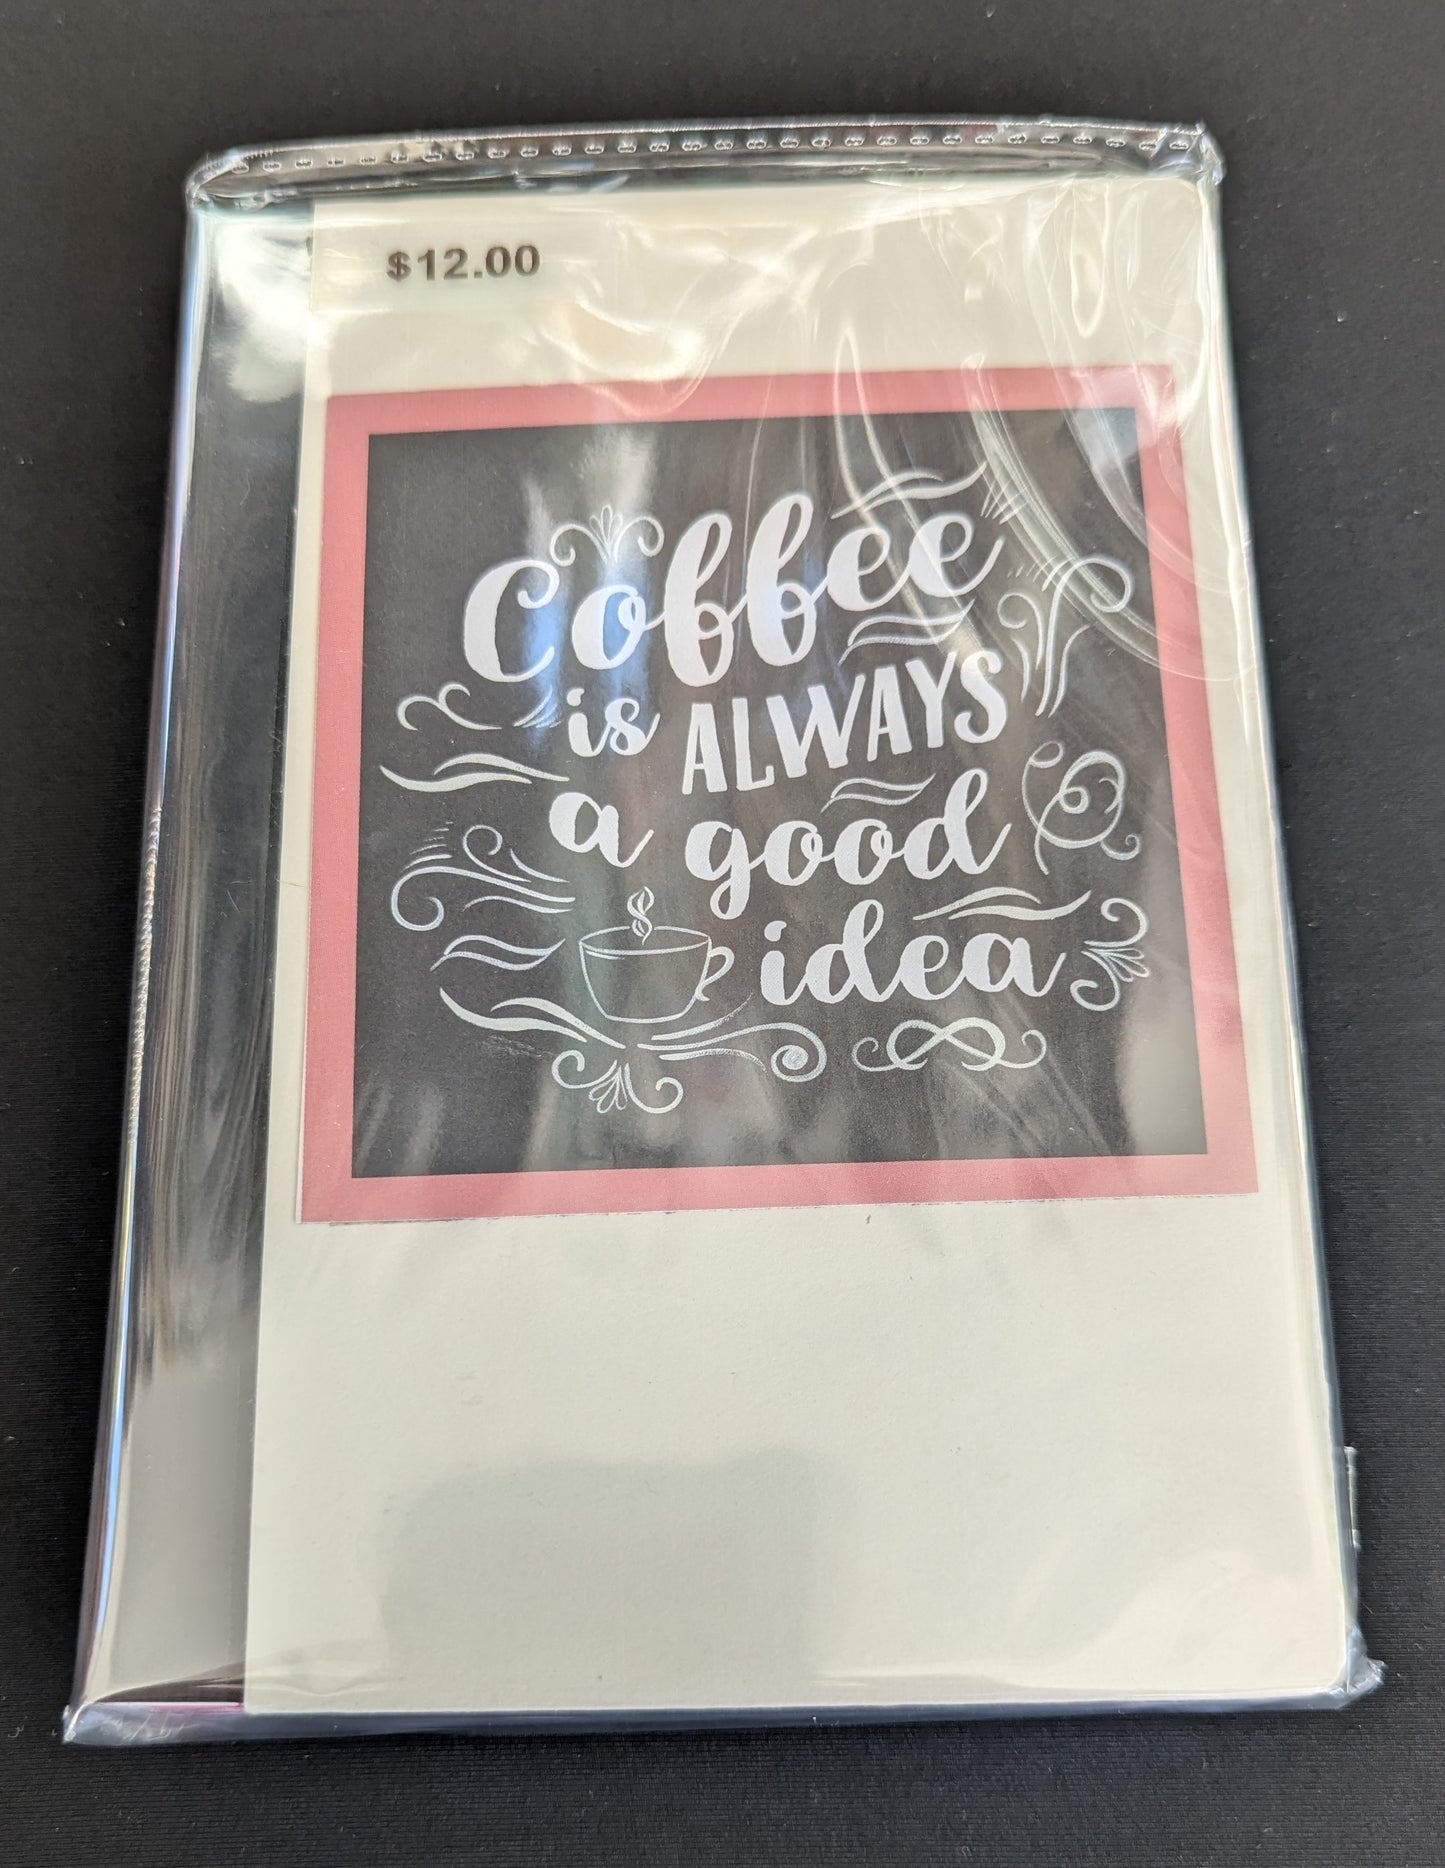 $12.00
Coffee
is ALWAYS
a good
idea